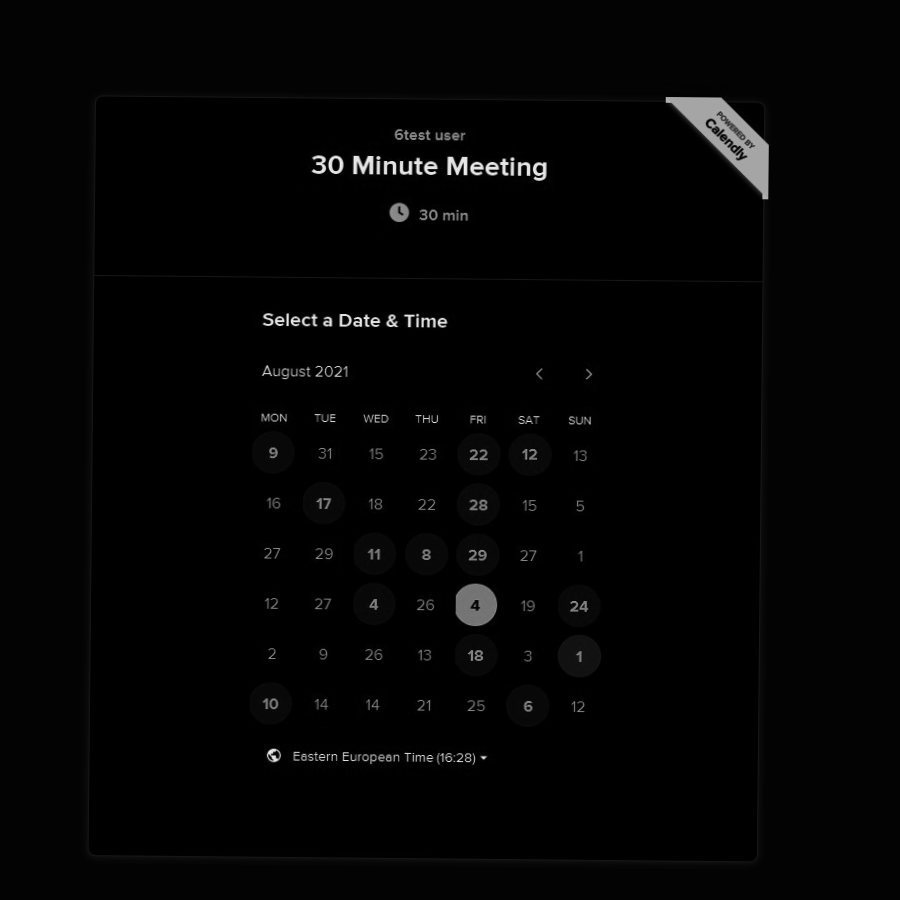 POWERED BY
Calendly
6test user
30 Minute Meeting
30 min
Select a Date & Time
August 2021
MON TUE WED THU FRI SAT SUN
9 31 15 23 22 12 13
16 17 18 22 28 15 5
27 29 11 8 29 27 1
12 27 4 26 4 19 24
2 9 26 13 18 3 1
10 14 14 21 25 6 12
Eastern European Time (16:28)